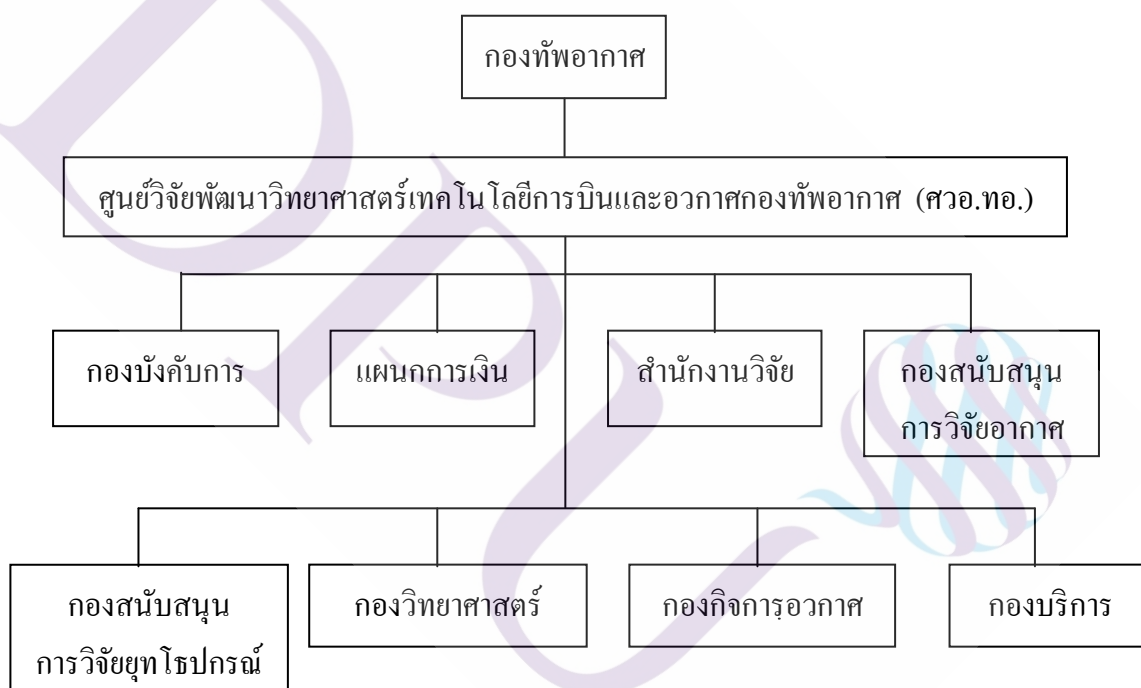 กองทัพอากาศ
ศูนย์วิจัยพัฒนาวิทยาศาสตร์เทคโนโลยีการบินและอวกาศกองทัพอากาศ (ศวอ.ทอ.)
กองบังคับการ
แผนกการเงิน
สำนักงานวิจัย
กองสนับสนุน
การวิจัยอากาศ
กองสนับสนุน
การวิจัยยุทโธปกรณ์
กองวิทยาศาสตร์
กองกิจการอวกาศ
กองบริการ
DPU